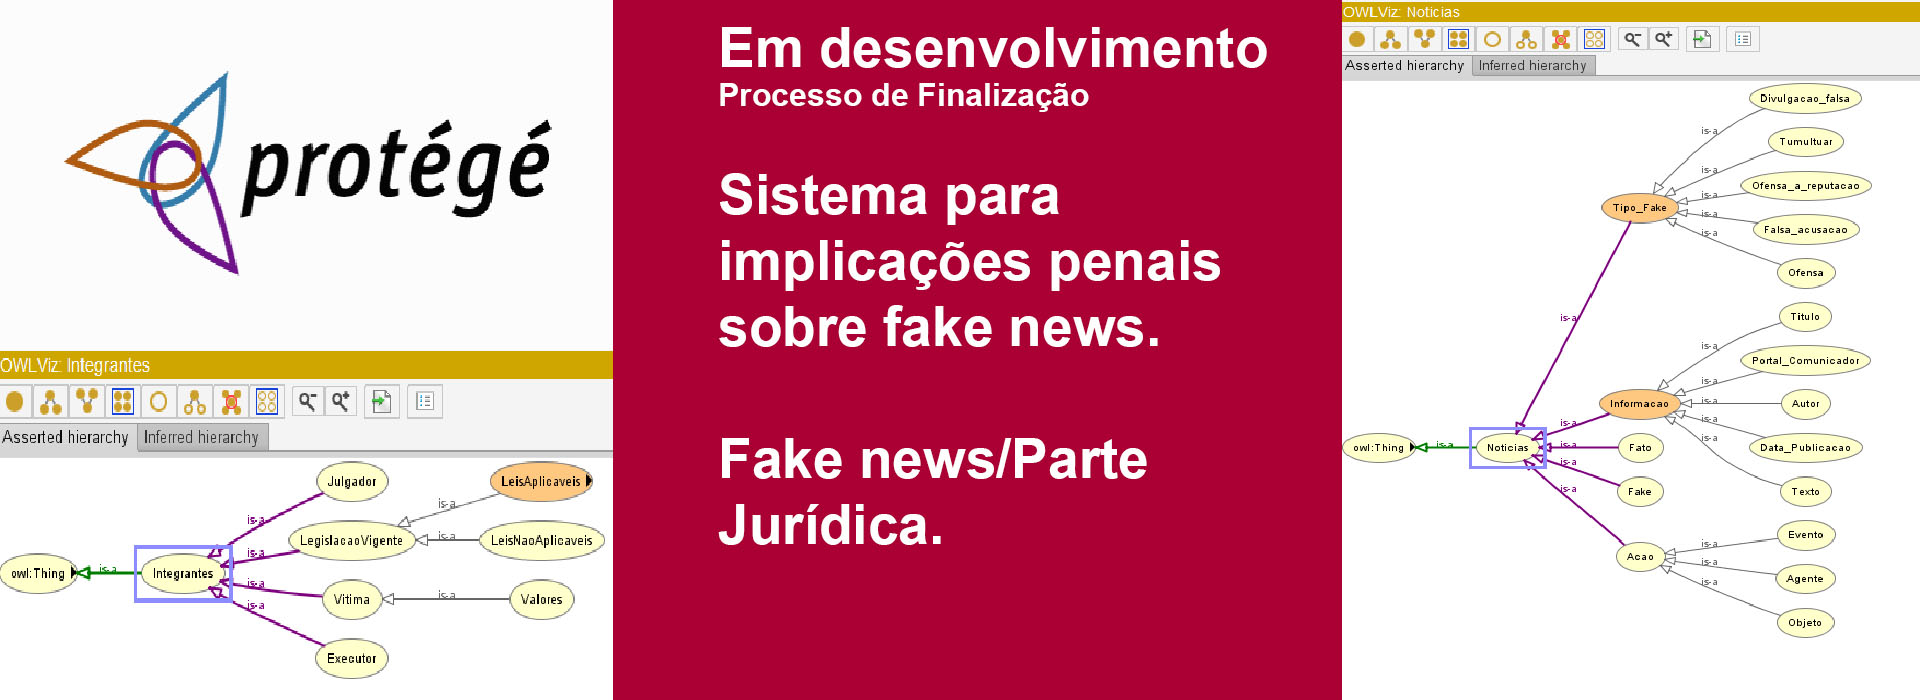 protégé
OWLViz: Integrantes
Asserted hierarchy
Inferred hierarchy
owl:Thing
is-a
Integrantes
is-a
is-a
is-a
is-a
Julgador
LegislacaoVigente
Vitima
Executor
is-a
is-a
is-a
LeisAplicaveis
LeisNaoAplicaveis
Valores
Em desenvolvimento
Processo de Finalização
Sistema para
implicações penais
sobre fake news.
Fake news/Parte
Jurídica.
OWLViz: Noticias
Asserted hierarchy
Inferred hierarchy
owl:Thing
is-a
Noticias
is-a
is-a
is-a
is-a
is-a
Tipo_Fake
Informacao
Fato
Fake
Acao
is-a
is-a
is-a
is-a
is-a
Divulgacao_falsa
Tumultuar
Ofensa_a_reputacao
Falsa_acusacao
Ofensa
is-a
is-a
is-a
is-a
is-a
Titulo
Portal_Comunicador
Autor
Data_Publicacao
Texto
is-a
is-a
is-a
Evento
Agente
Objeto